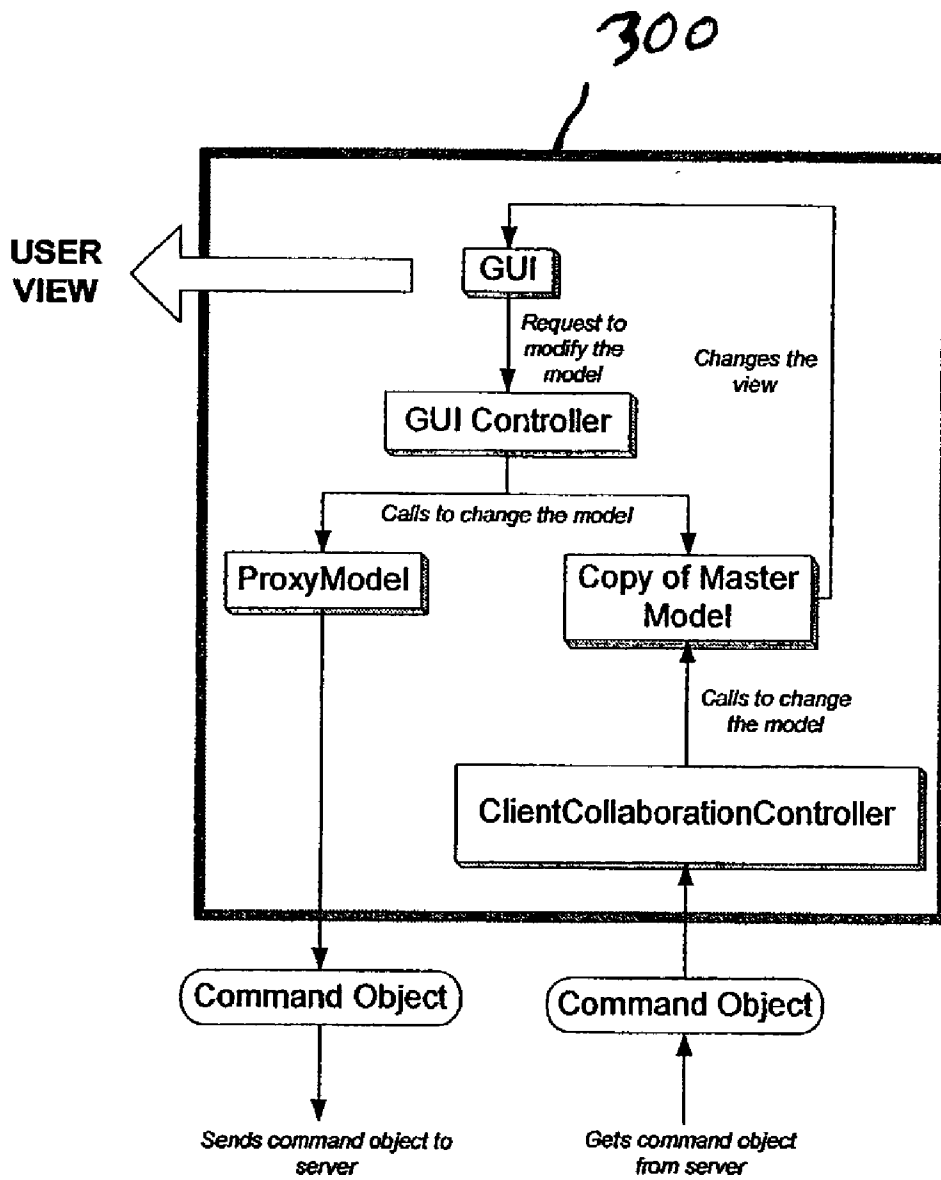 300
USER
VIEW
GUI
Request to
modify the
model
Changes the
view
GUI Controller
Calls to change the model
ProxyModel
Copy of Master
Model
Calls to change
the model
ClientCollaborationController
Command Object
Command Object
Sends command object to
server
Gets command object
from server